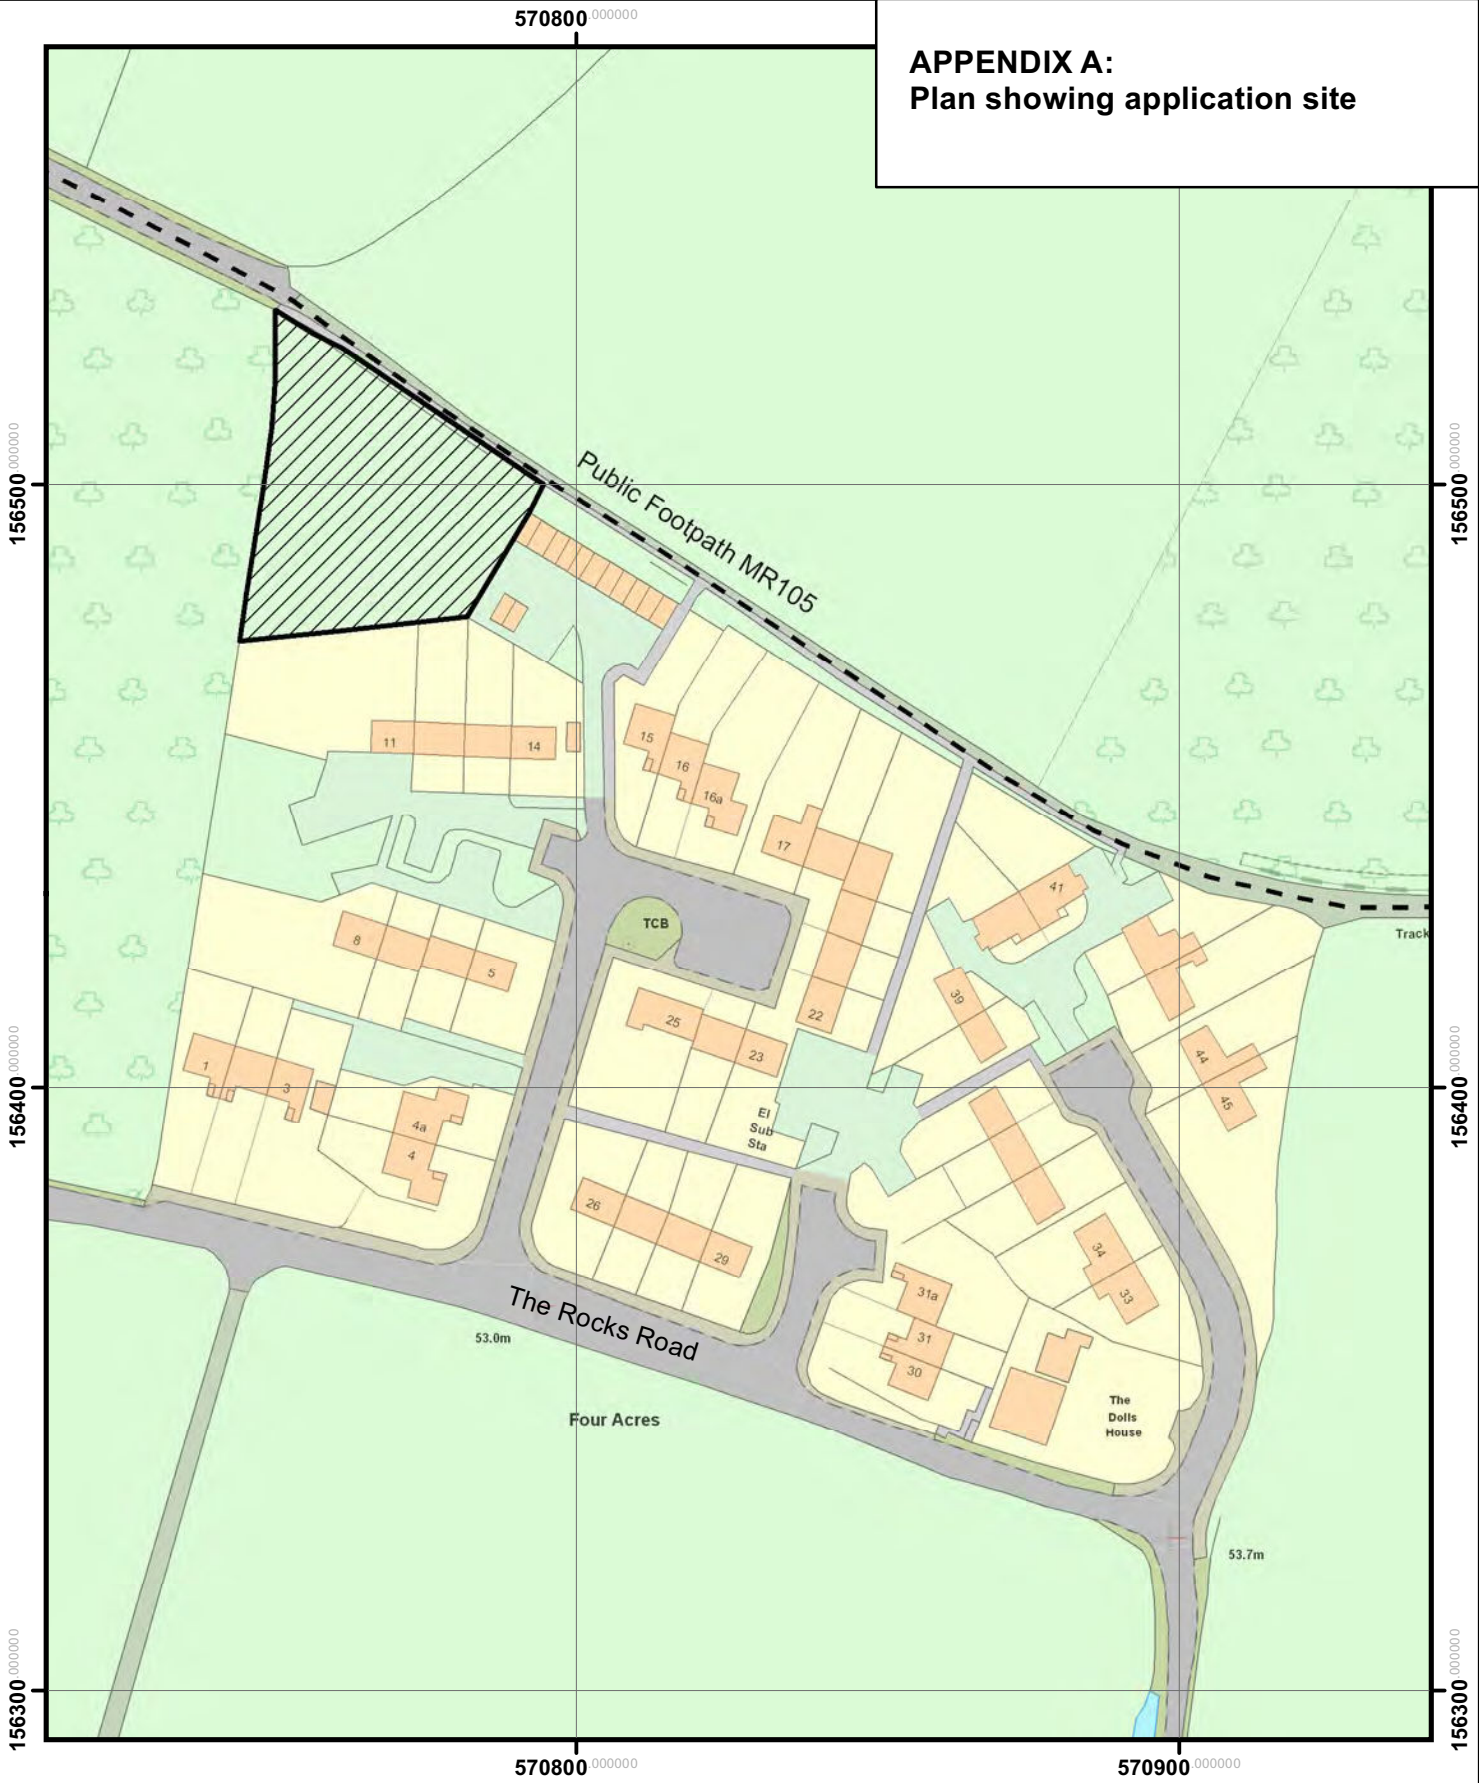 570800.000000
APPENDIX A:
Plan showing application site
156500.000000
156500.000000
Public Footpath MR105
11
14
15
16
16a
17
41
TCB
Track
8
5
39
22
25
23
44
45
1
3
156400.000000
156400.000000
4a
4
El
Sub
Sta
26
29
34
33
31a
31
30
The Rocks Road
53.0m
Four Acres
The
Dolls
House
53.7m
156300.000000
156300.000000
570800.000000
570900.000000